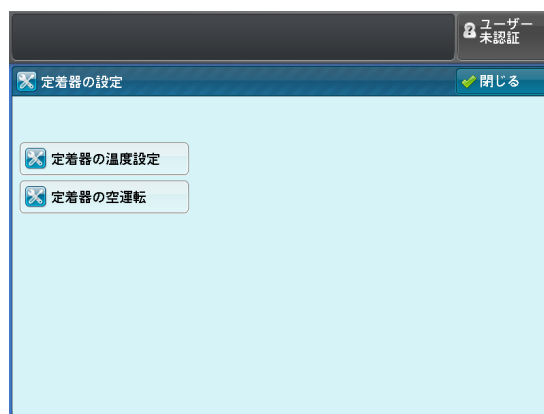 ユーザー
未認証
定着器の設定
閉じる
定着器の温度設定
定着器の空運転